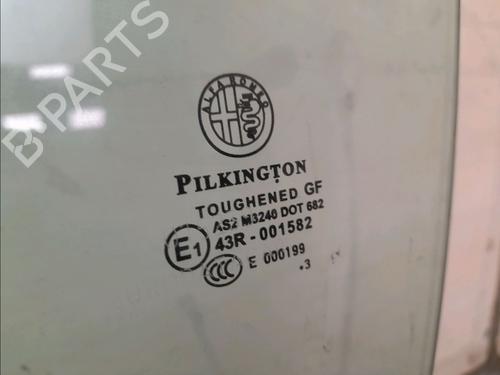 B-PARTS
ALFA ROMEO
PILKINGTON
TOUGHENED GF
AS2 M3240 DOT 682
E1 43R-001582
CCC E 000199
.3